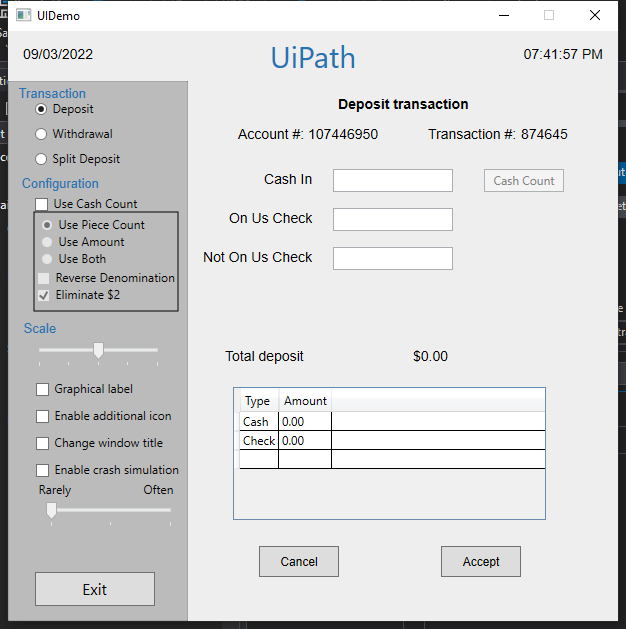 UIDemo
09/03/2022
UiPath
07:41:57 PM
Transaction
Deposit
Withdrawal
Split Deposit
Configuration
Use Cash Count
Use Piece Count
Use Amount
Use Both
Reverse Denomination
Eliminate $2
Scale
Graphical label
Enable additional icon
Change window title
Enable crash simulation
Rarely Often
Exit
Deposit transaction
Account #: 107446950 Transaction #: 874645
Cash In Cash Count
On Us Check
Not On Us Check
Total deposit $0.00
Type Amount
Cash 0.00
Check 0.00
Cancel Accept